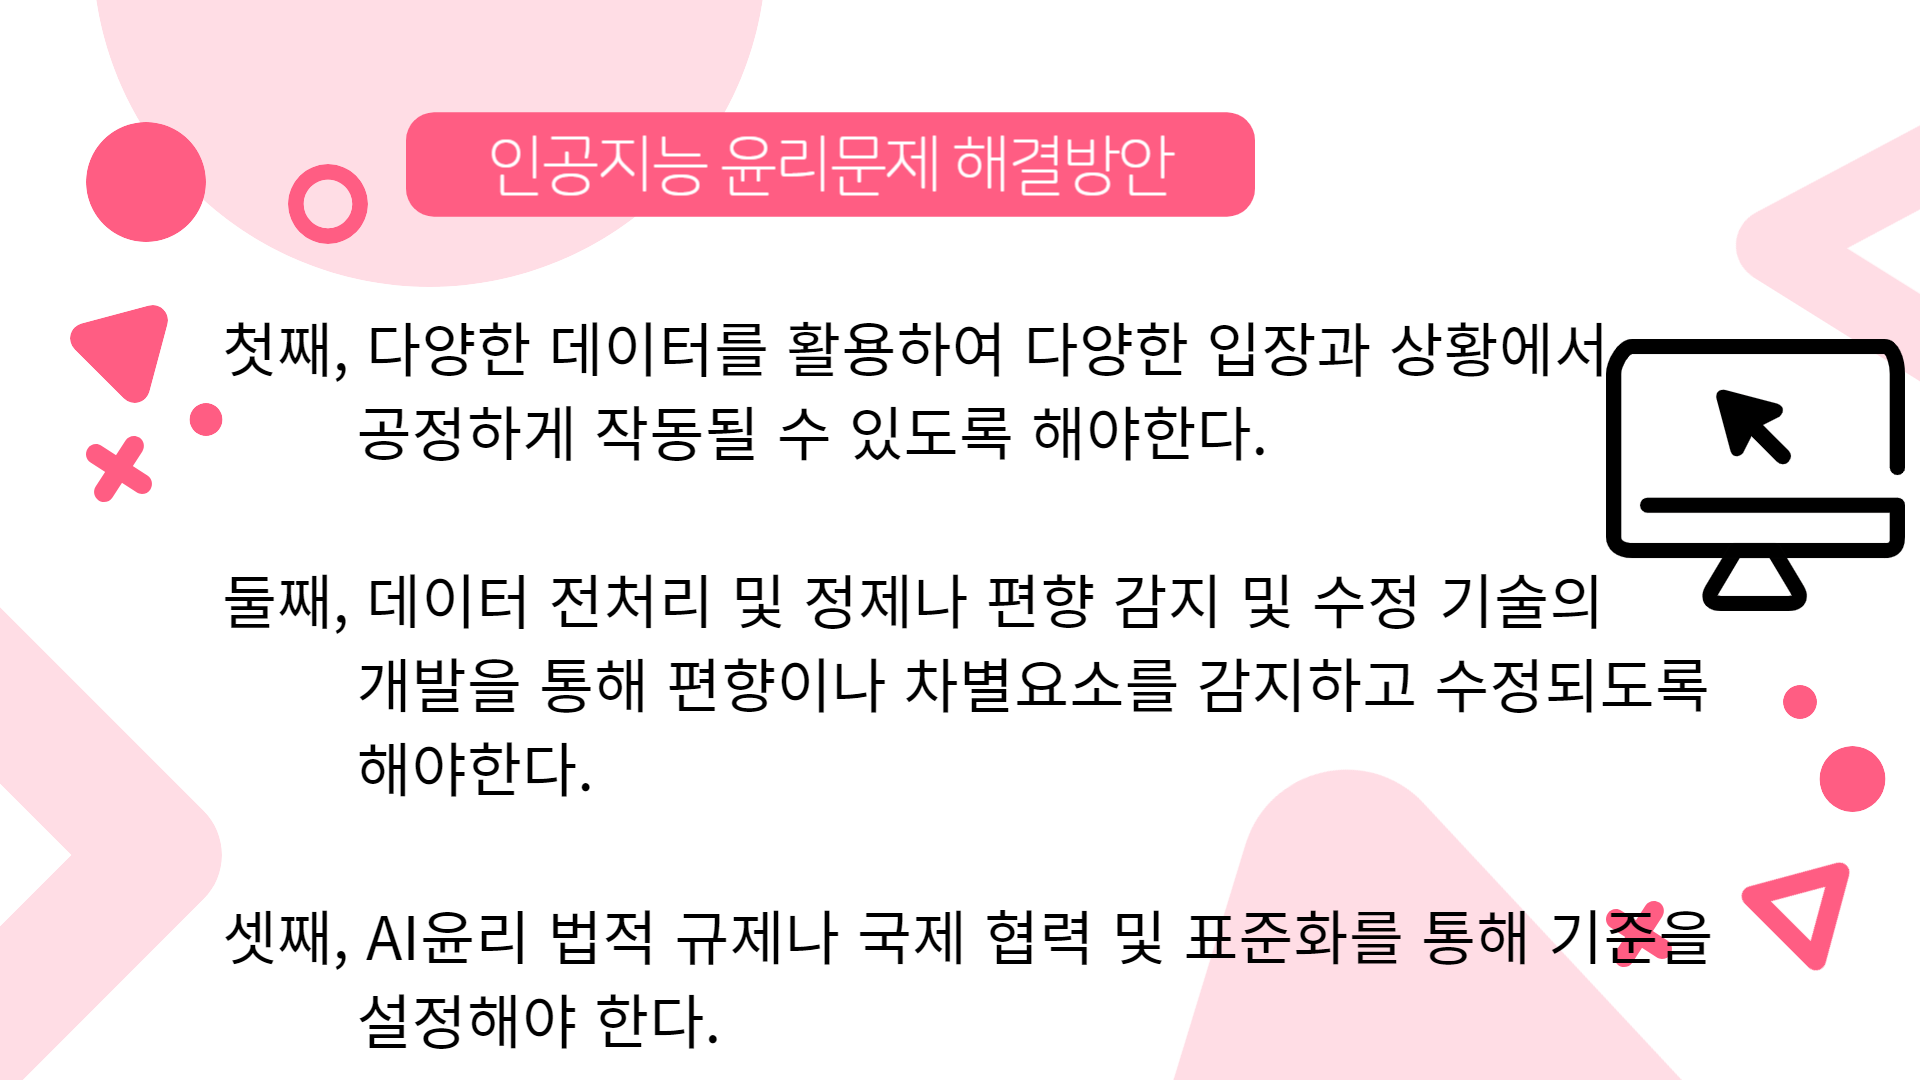 인공지능 윤리문제 해결방안
첫째, 다양한 데이터를 활용하여 다양한 입장과 상황에서
공정하게 작동될 수 있도록 해야한다.
둘째, 데이터 전처리 및 정제나 편향 감지 및 수정 기술의
개발을 통해 편향이나 차별요소를 감지하고 수정되도록
해야한다.
셋째, AI윤리 법적 규제나 국제 협력 및 표준화를 통해 기준을
설정해야 한다.